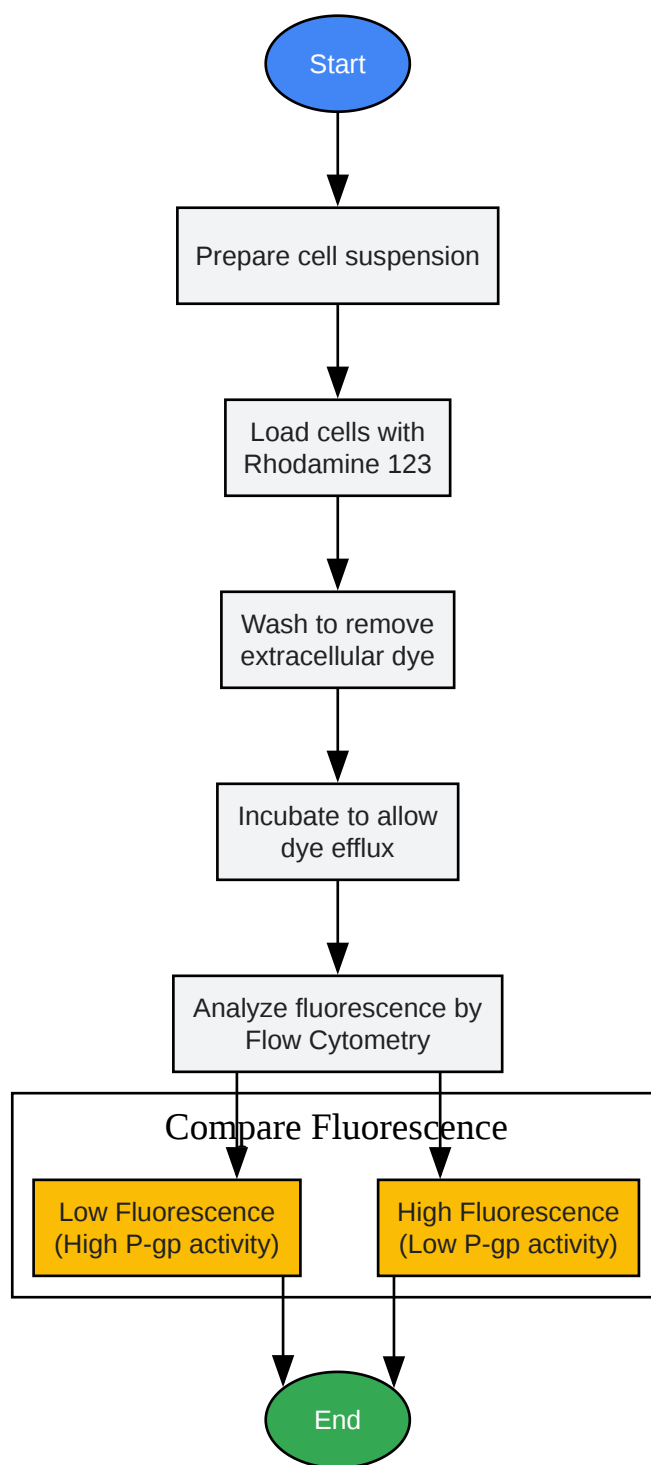 Start
Prepare cell suspension
Load cells with
Rhodamine 123
Wash to remove
extracellular dye
Incubate to allow
dye efflux
Analyze fluorescence by
Flow Cytometry
Compare Fluorescence
Low Fluorescence
(High P-gp activity)
High Fluorescence
(Low P-gp activity)
End